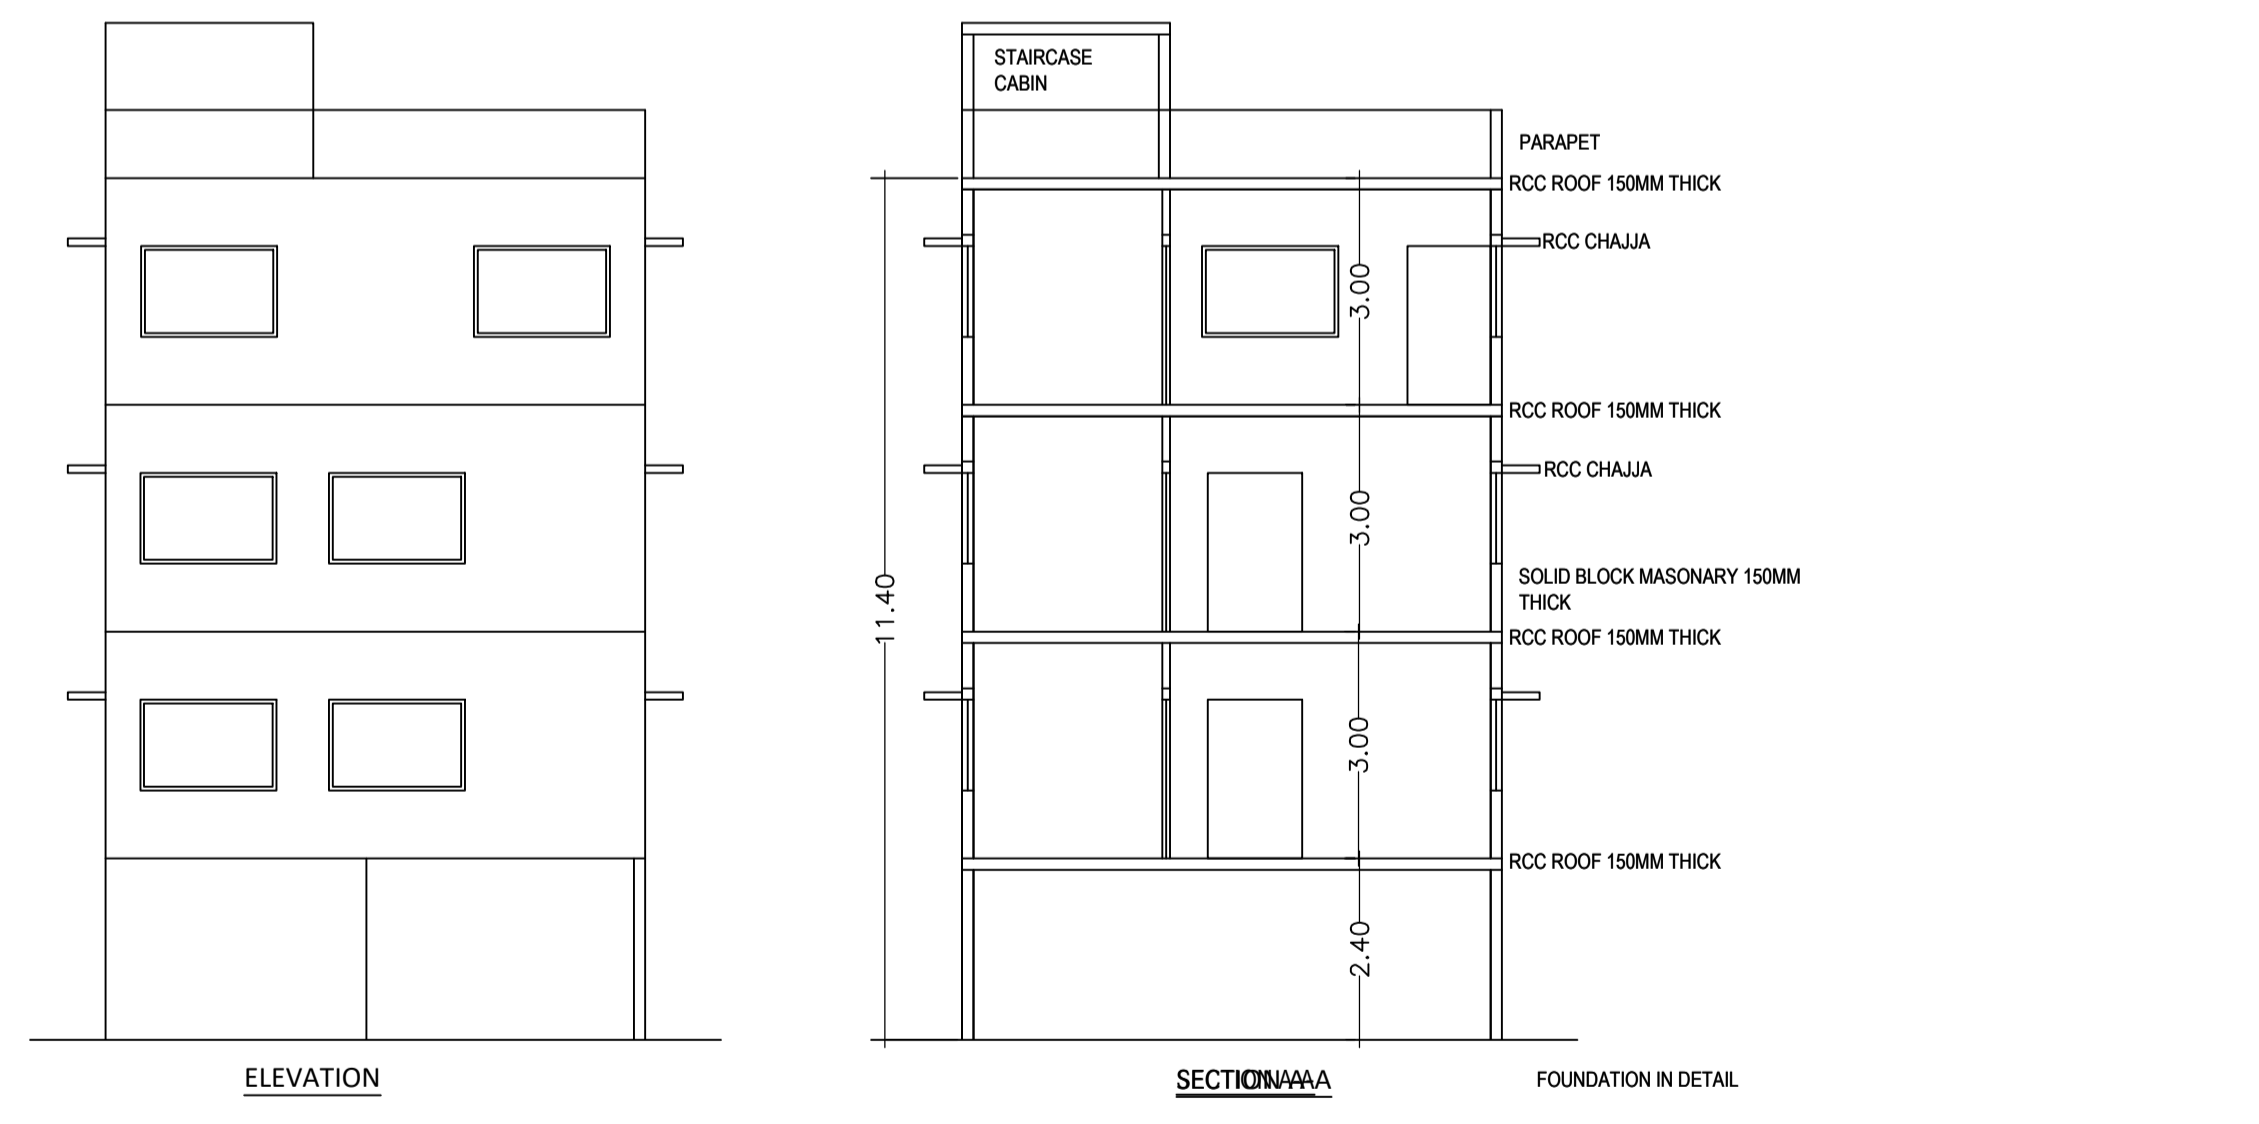 STAIRCASE
CABIN
PARAPET
RCC ROOF 150MM THICK
RCC CHAJJA
3.00
RCC ROOF 150MM THICK
RCC CHAJJA
3.00
SOLID BLOCK MASONARY 150MM
THICK
11.40
RCC ROOF 150MM THICK
3.00
RCC ROOF 150MM THICK
2.40
ELEVATION
SECTION
FOUNDATION IN DETAIL